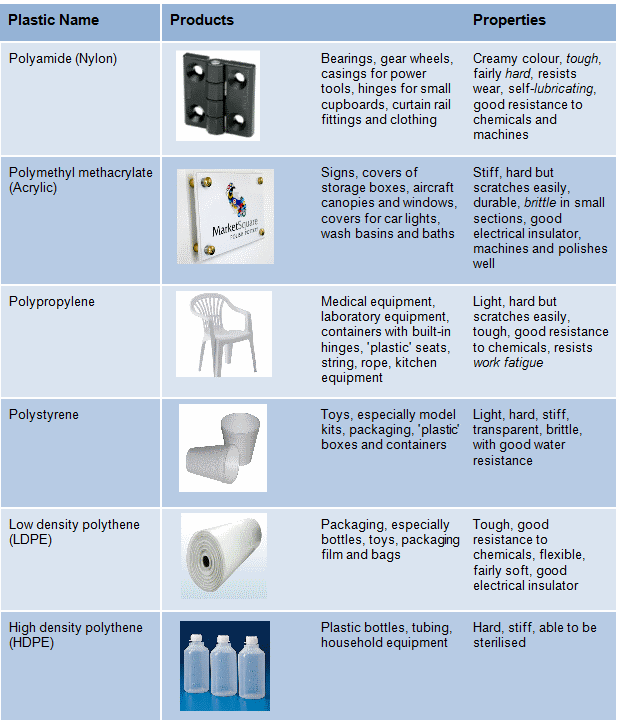 Plastic Name
Products
Properties
Polyamide (Nylon)
Bearings, gear wheels,
casings for power
tools, hinges for small
cupboards, curtain rail
fittings and clothing
Creamy colour, tough,
fairly hard, resists
wear, self-lubricating,
good resistance to
chemicals and
machines
Polymethyl methacrylate
(Acrylic)
MarketSquare
Signs, covers of
storage boxes, aircraft
canopies and windows,
covers for car lights,
wash basins and baths
Stiff, hard but
scratches easily,
durable, brittle in small
sections, good
electrical insulator,
machines and polishes
well
Polypropylene
Medical equipment,
laboratory equipment,
containers with built-in
hinges, 'plastic' seats,
string, rope, kitchen
equipment
Light, hard but
scratches easily,
tough, good resistance
to chemicals, resists
work fatigue
Polystyrene
Toys, especially model
kits, packaging, 'plastic'
boxes and containers
Light, hard, stiff,
transparent, brittle,
with good water
resistance
Low density polythene
(LDPE)
Packaging, especially
bottles, toys, packaging
film and bags
Tough, good
resistance to
chemicals, flexible,
fairly soft, good
electrical insulator
High density polythene
(HDPE)
Plastic bottles, tubing,
household equipment
Hard, stiff, able to be
sterilised